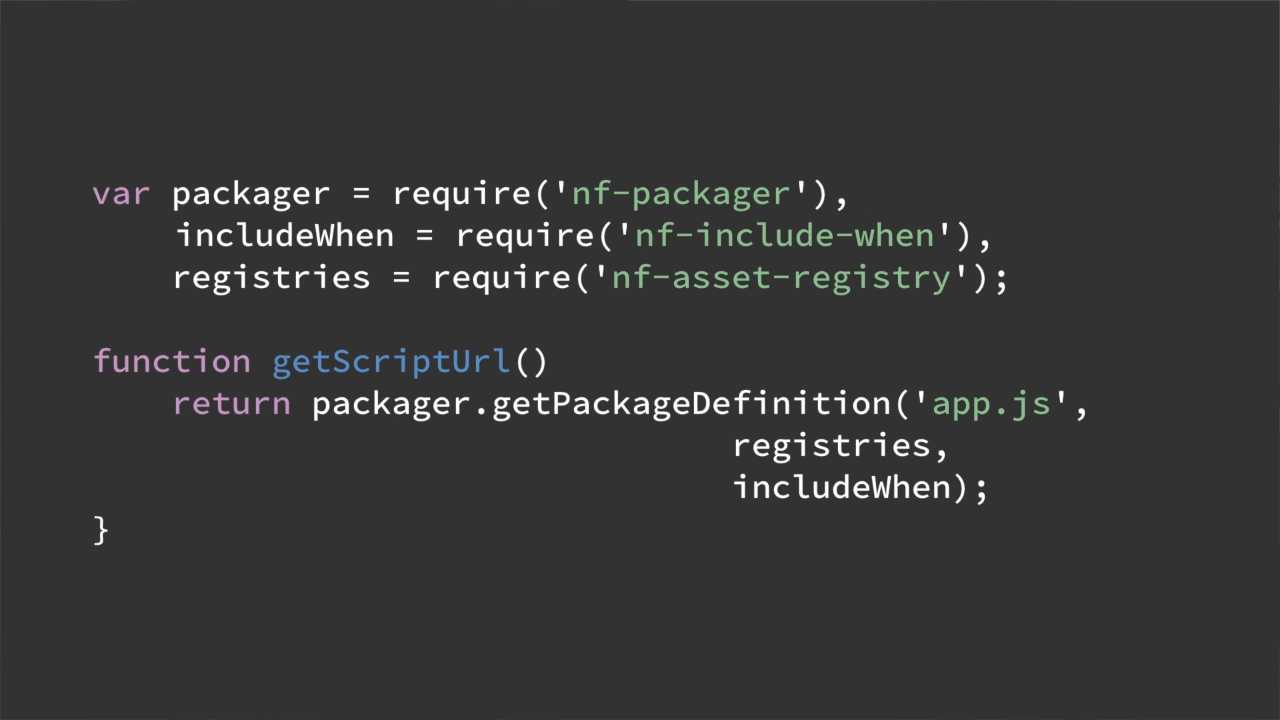 var packager = require('nf-packager'),
    includeWhen = require('nf-include-when'),
    registries = require('nf-asset-registry');

function getScriptUrl()
    return packager.getPackageDefinition('app.js',
                                registries,
                                includeWhen);
}